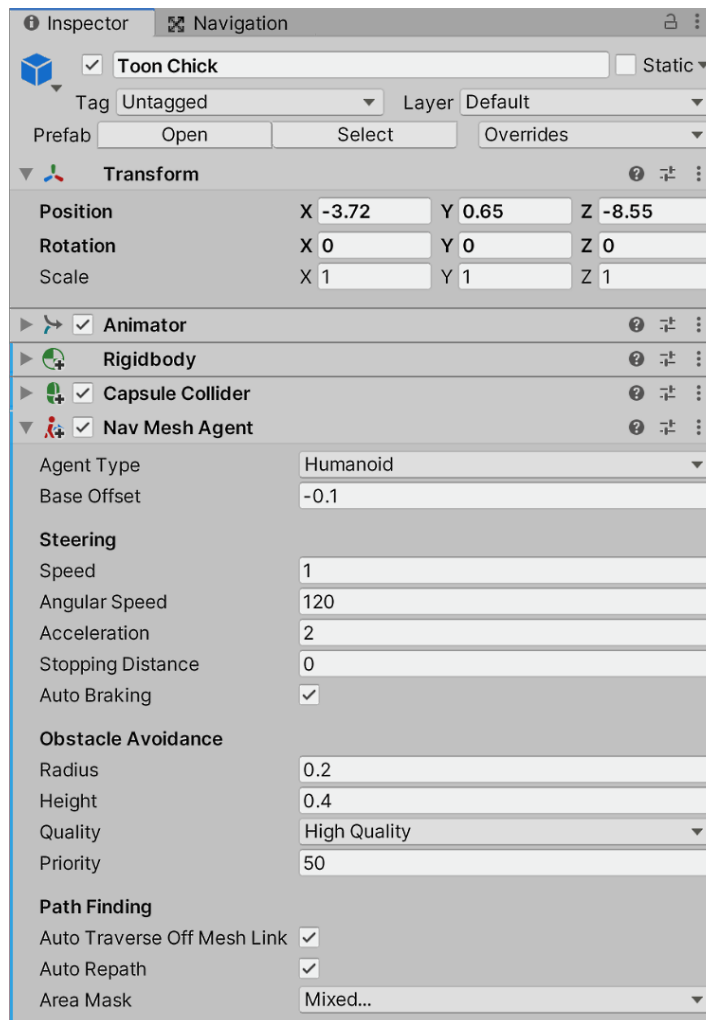 Inspector Navigation
Toon Chick Static
Tag Untagged Layer Default
Prefab Open Select Overrides
Transform
Position X -3.72 Y 0.65 Z -8.55
Rotation X 0 Y 0 Z 0
Scale X 1 Y 1 Z 1
Animator
Rigidbody
Capsule Collider
Nav Mesh Agent
Agent Type Humanoid
Base Offset -0.1
Steering
Speed 1
Angular Speed 120
Acceleration 2
Stopping Distance 0
Auto Braking
Obstacle Avoidance
Radius 0.2
Height 0.4
Quality High Quality
Priority 50
Path Finding
Auto Traverse Off Mesh Link
Auto Repath
Area Mask Mixed...